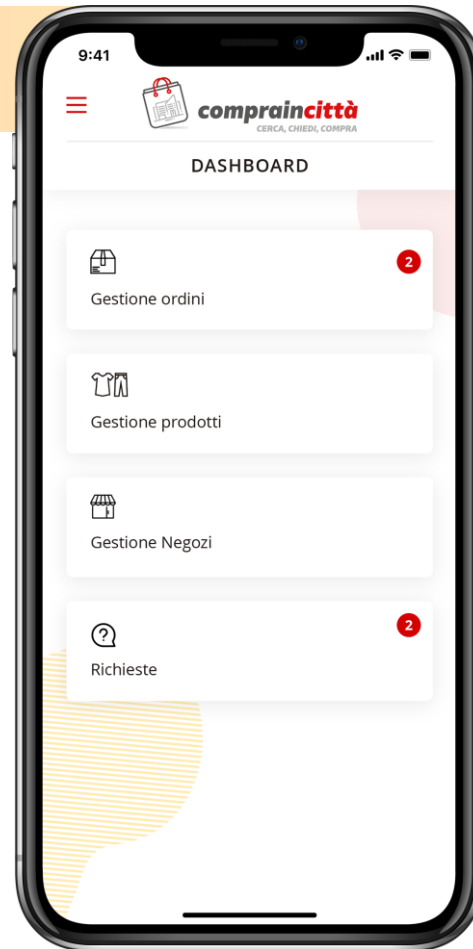 9:41
compraincittà
CERCA, CHIEDI, COMPRA
DASHBOARD
2
Gestione ordini
Gestione prodotti
Gestione Negozi
2
Richieste